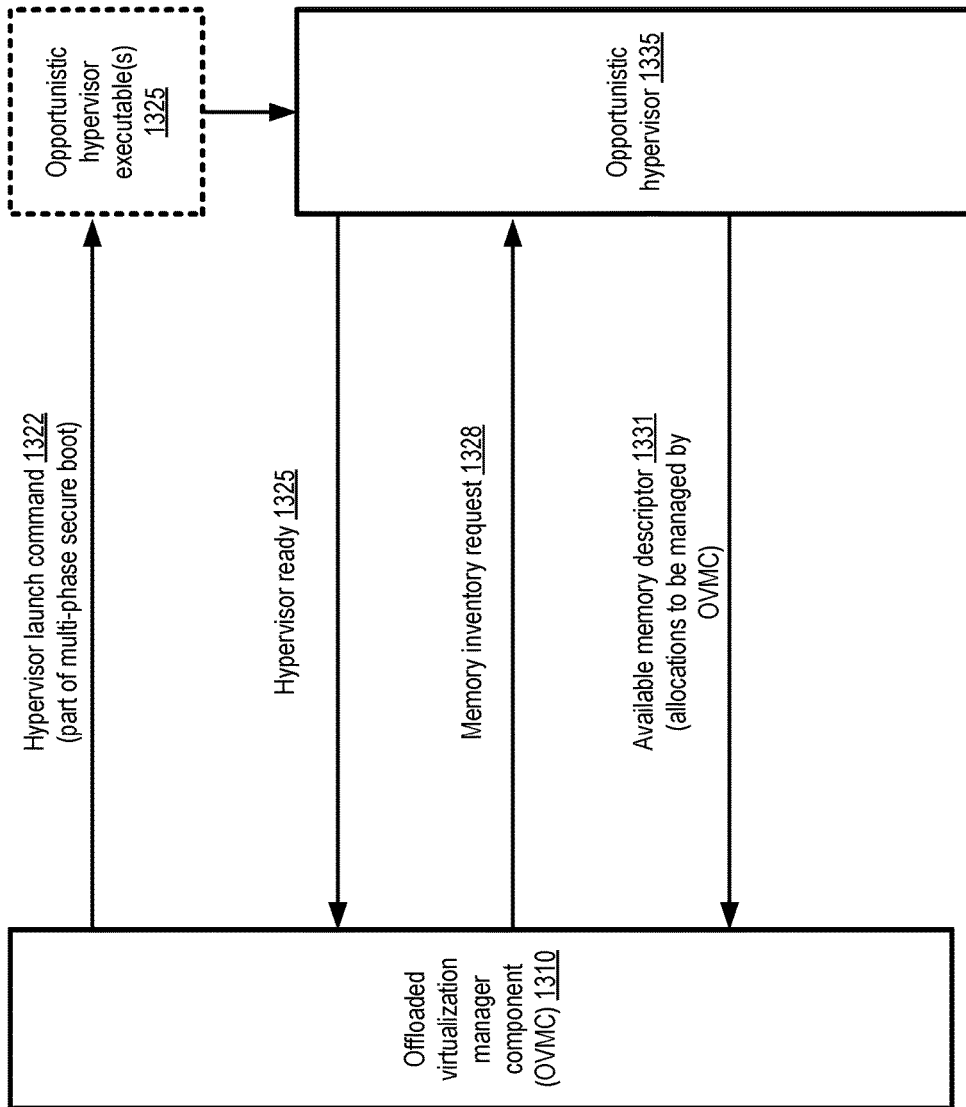 Opportunistic
hypervisor
executable(s)
1325
Opportunistic
hypervisor 1335
Hypervisor launch command 1322
(part of multi-phase secure boot)
Hypervisor ready 1325
Memory inventory request 1328
Available memory descriptor 1331
(allocations to be managed by
OVMC)
Offloaded
virtualization
manager
component
(OVMC) 1310